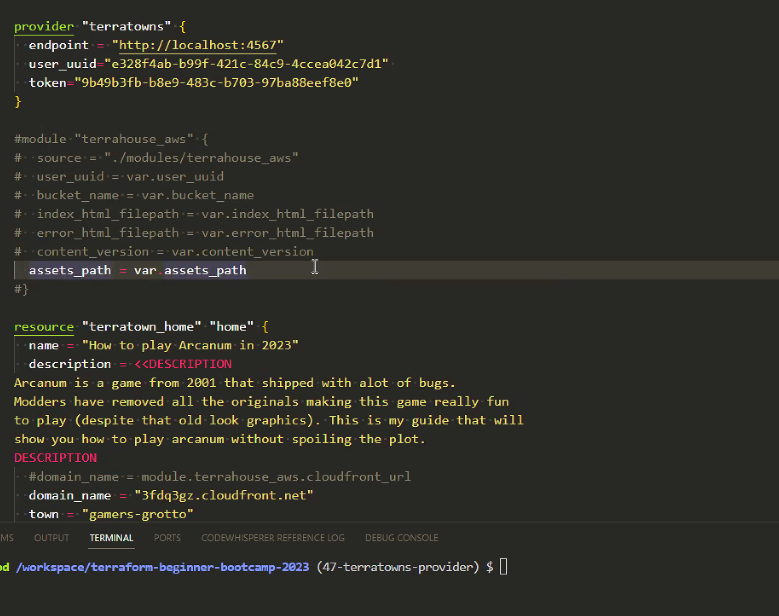 provider "terratowns" {
endpoint = "http://localhost:4567"
user_uuid="e328f4ab-b99f-421c-84c9-4ccea042c7d1"
token="9b49b3fb-b8e9-483c-b703-97ba88eef8e0"
}
#module "terrahouse_aws" {
# source = "./modules/terrahouse_aws"
# user_uuid = var.user_uuid
# bucket_name = var.bucket_name
# index_html_filepath = var.index_html_filepath
# error_html_filepath = var.error_html_filepath
# content_version = var.content_version
assets_path = var.assets_path
#}
resource "terratown_home" "home" {
name = "How to play Arcanum in 2023"
description = <<DESCRIPTION
Arcanum is a game from 2001 that shipped with alot of bugs.
Modders have removed all the originals making this game really fun
to play (despite that old look graphics). This is my guide that will
show you how to play arcanum without spoiling the plot.
DESCRIPTION
#domain_name = module.terrahouse_aws.cloudfront_url
domain_name = "3fdq3gz.cloudfront.net"
town = "gamers-grotto"
MS OUTPUT TERMINAL PORTS CODEWHISPERER REFERENCE LOG DEBUG CONSOLE
od /workspace/terraform-beginner-bootcamp-2023 (47-terratowns-provider) $